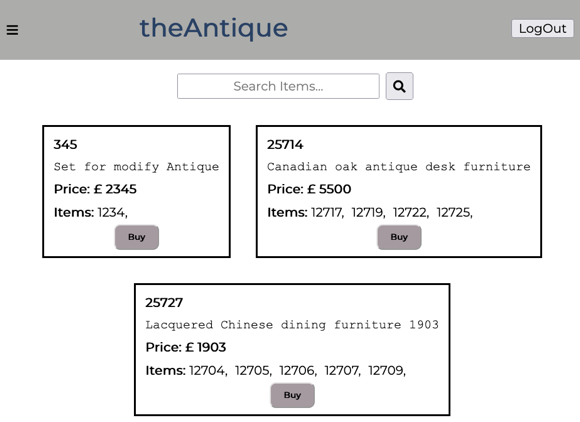 theAntique
LogOut
Search Items...
345
Set for modify Antique
Price: £ 2345
Items: 1234,
Buy
25714
Canadian oak antique desk furniture
Price: £ 5500
Items: 12717, 12719, 12722, 12725,
Buy
25727
Lacquered Chinese dining furniture 1903
Price: £ 1903
Items: 12704, 12705, 12706, 12707, 12709,
Buy